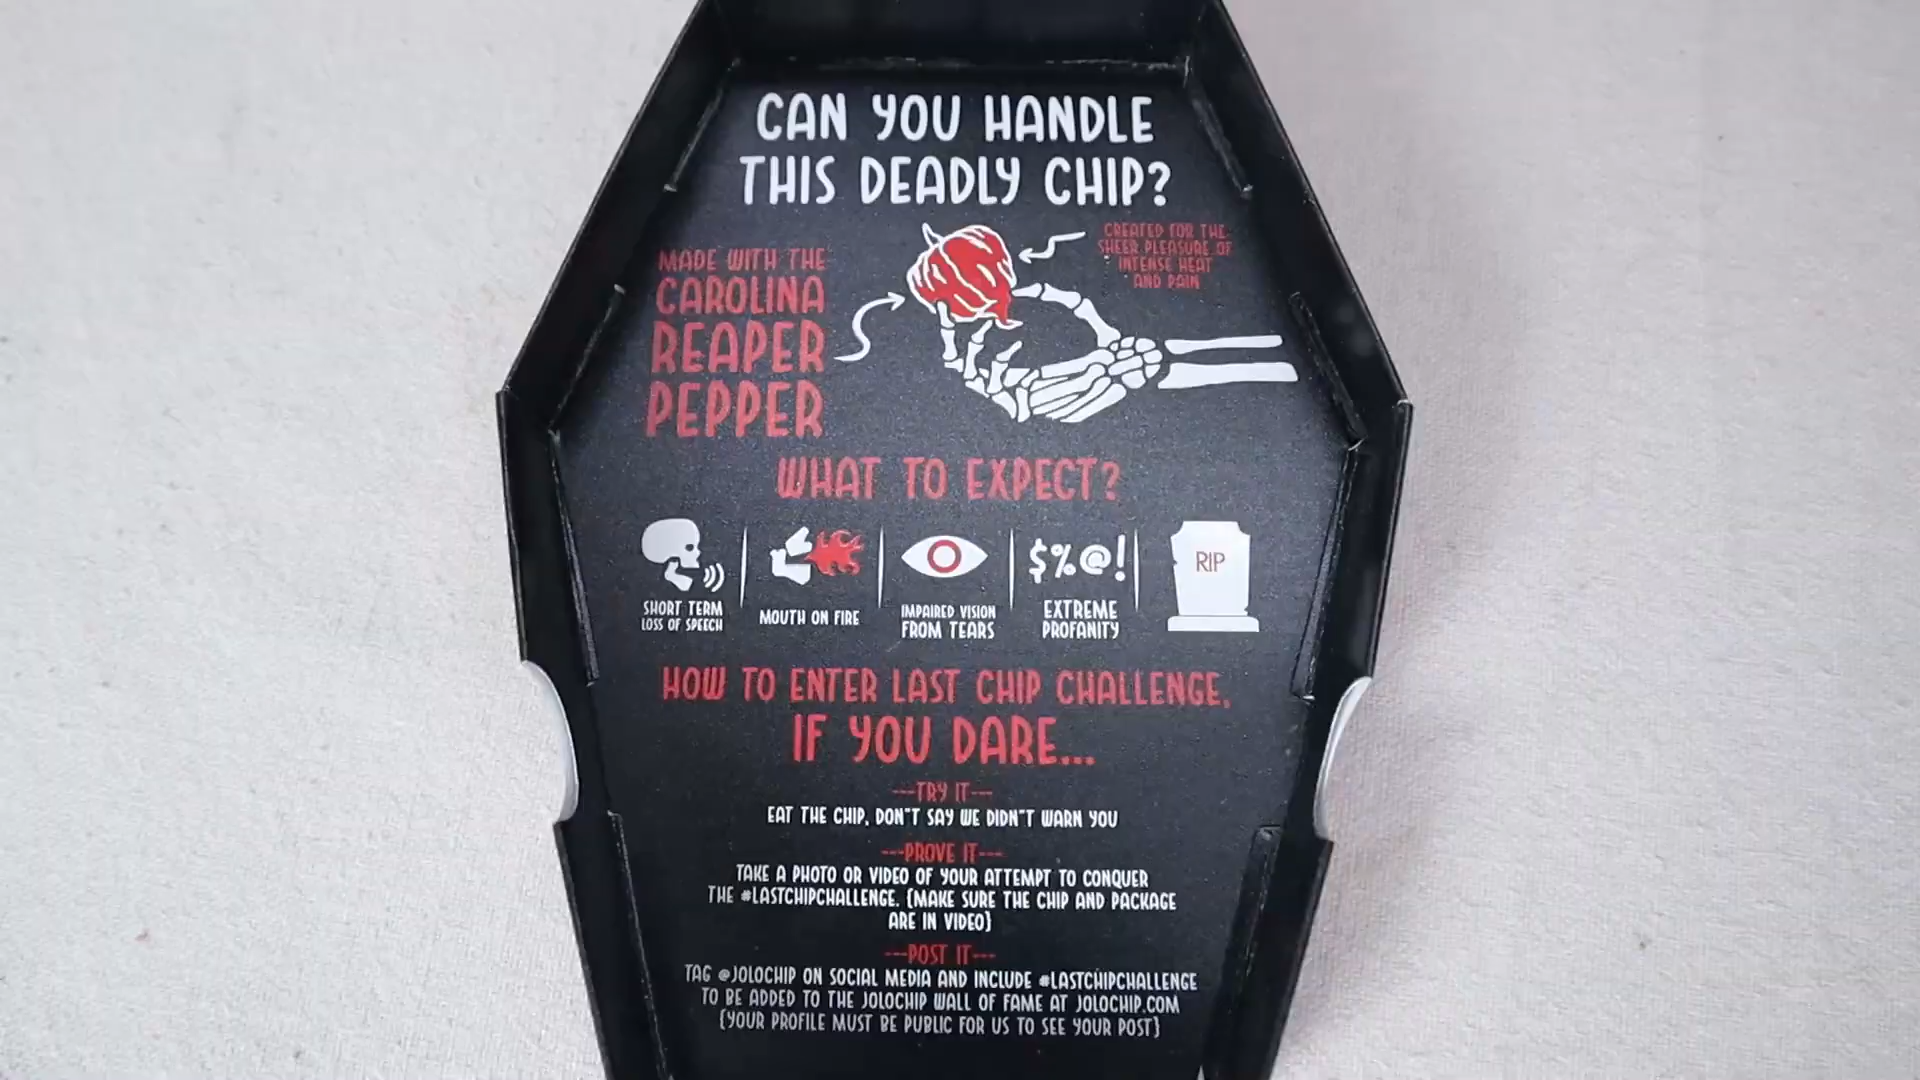 CAN YOU HANDLE
THIS DEADLY CHIP?
MADE WITH THE
CAROLINA
REAPER
PEPPER
CREATED FOR THE
SHEER PLEASURE OF
INTENSE HEAT
AND PAIN
WHAT TO EXPECT?
SHORT TERM
LOSS OF SPEECH
MOUTH ON FIRE
IMPAIRED VISION
FROM TEARS
$%@!
EXTREME
PROFANITY
RIP
HOW TO ENTER LAST CHIP CHALLENGE,
IF YOU DARE...
---TRY IT---
EAT THE CHIP, DON"T SAY WE DIDN"T WARN YOU
---PROVE IT---
TAKE A PHOTO OR VIDEO OF YOUR ATTEMPT TO CONQUER
THE #LASTCHIPCHALLENGE. {MAKE SURE THE CHIP AND PACKAGE
ARE IN VIDEO}
---POST IT---
TAG @JOLOCHIP ON SOCIAL MEDIA AND INCLUDE #LASTCHIPCHALLENGE
TO BE ADDED TO THE JOLOCHIP WALL OF FAME AT JOLOCHIP.COM
{YOUR PROFILE MUST BE PUBLIC FOR US TO SEE YOUR POST}